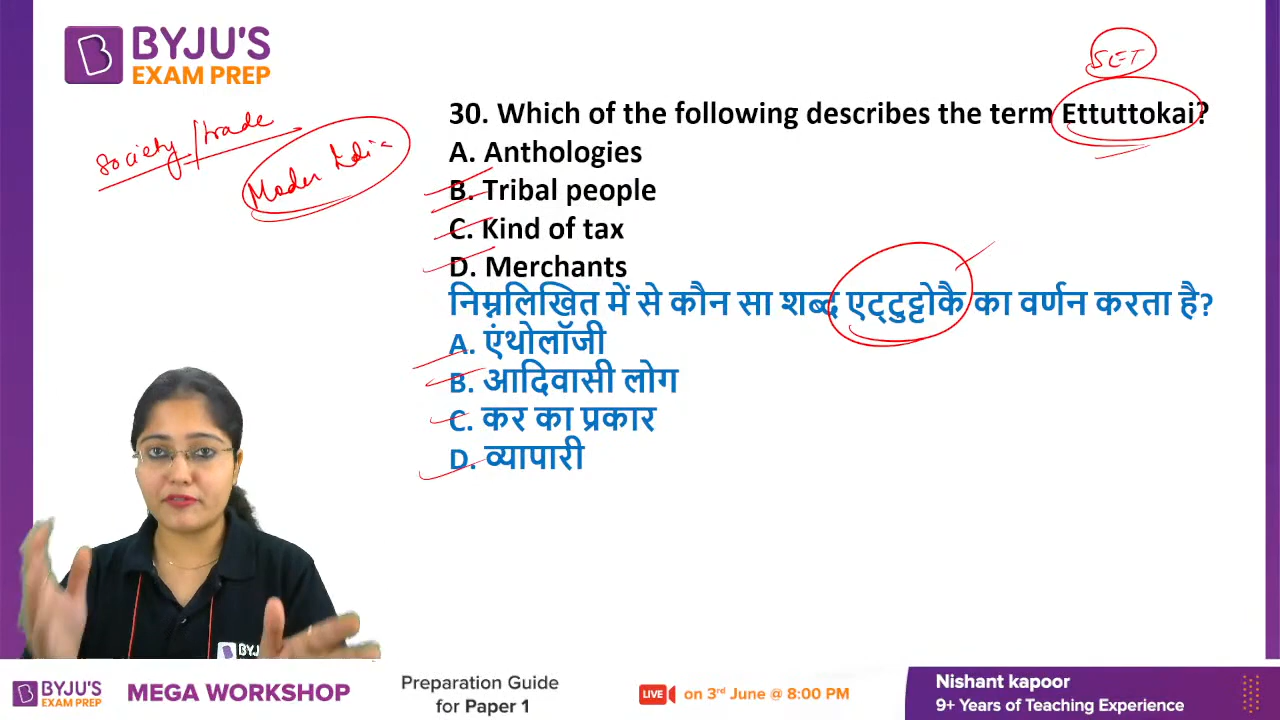 BYJU'S
EXAM PREP
SET
society / trade
30. Which of the following describes the term Ettuttokai?
A. Anthologies
B. Tribal people
C. Kind of tax
D. Merchants
निम्नलिखित में से कौन सा शब्द एट्टुट्टोकै का वर्णन करता है?
A. एंथोलॉजी
B. आदिवासी लोग
C. कर का प्रकार
D. व्यापारी
BYJU'S
EXAM PREP
MEGA WORKSHOP
Preparation Guide
for Paper 1
LIVE on 3rd June @ 8:00 PM
Nishant kapoor
9+ Years of Teaching Experience